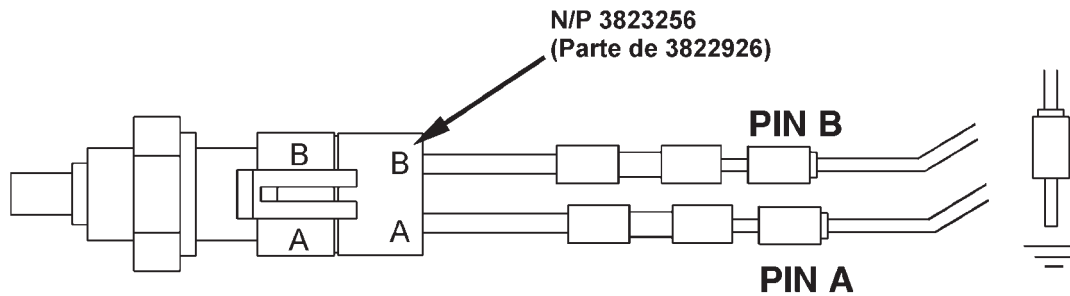 N/P 3823256
(Parte de 3822926)
PIN B
B
B
A
A
PIN A